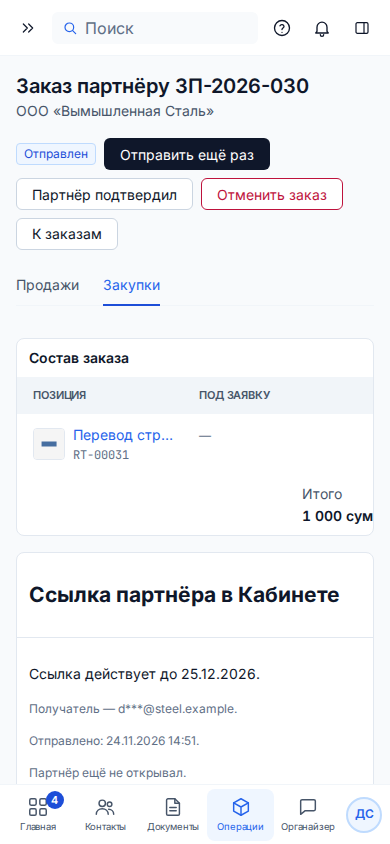 Поиск
Заказ партнёру ЗП-2026-030
ООО «Вымышленная Сталь»
Отправлен
Отправить ещё раз
Партнёр подтвердил
Отменить заказ
К заказам
Продажи
Закупки
Состав заказа
ПОЗИЦИЯ
ПОД ЗАЯВКУ
Перевод стр...
—
RT-00031
Итого
1 000 сум
Ссылка партнёра в Кабинете
Ссылка действует до 25.12.2026.
Получатель — d***@steel.example.
Отправлено: 24.11.2026 14:51.
Партнёр ещё не открывал.
4
Главная
Контакты
Документы
Операции
Органайзер
ДС